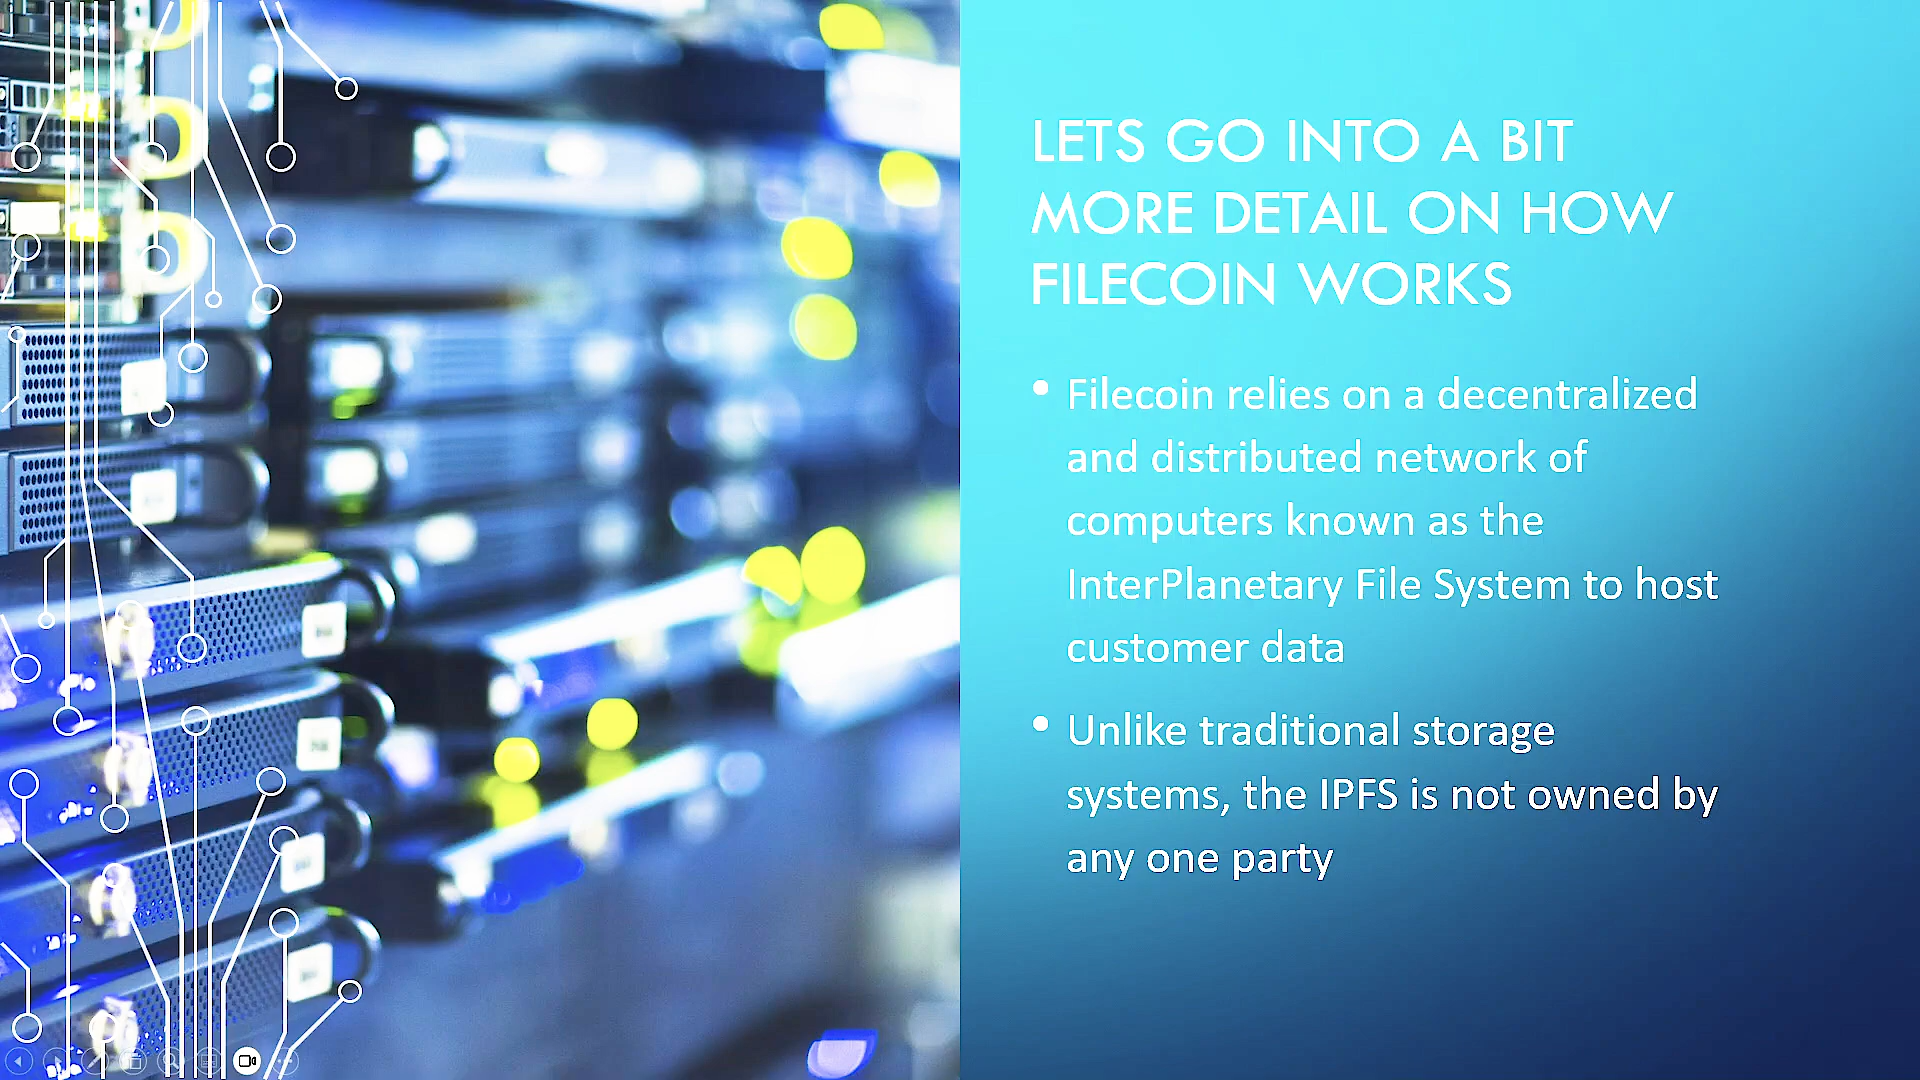 LETS GO INTO A BIT
MORE DETAIL ON HOW
FILECOIN WORKS
• Filecoin relies on a decentralized
and distributed network of
computers known as the
InterPlanetary File System to host
customer data
• Unlike traditional storage
systems, the IPFS is not owned by
any one party